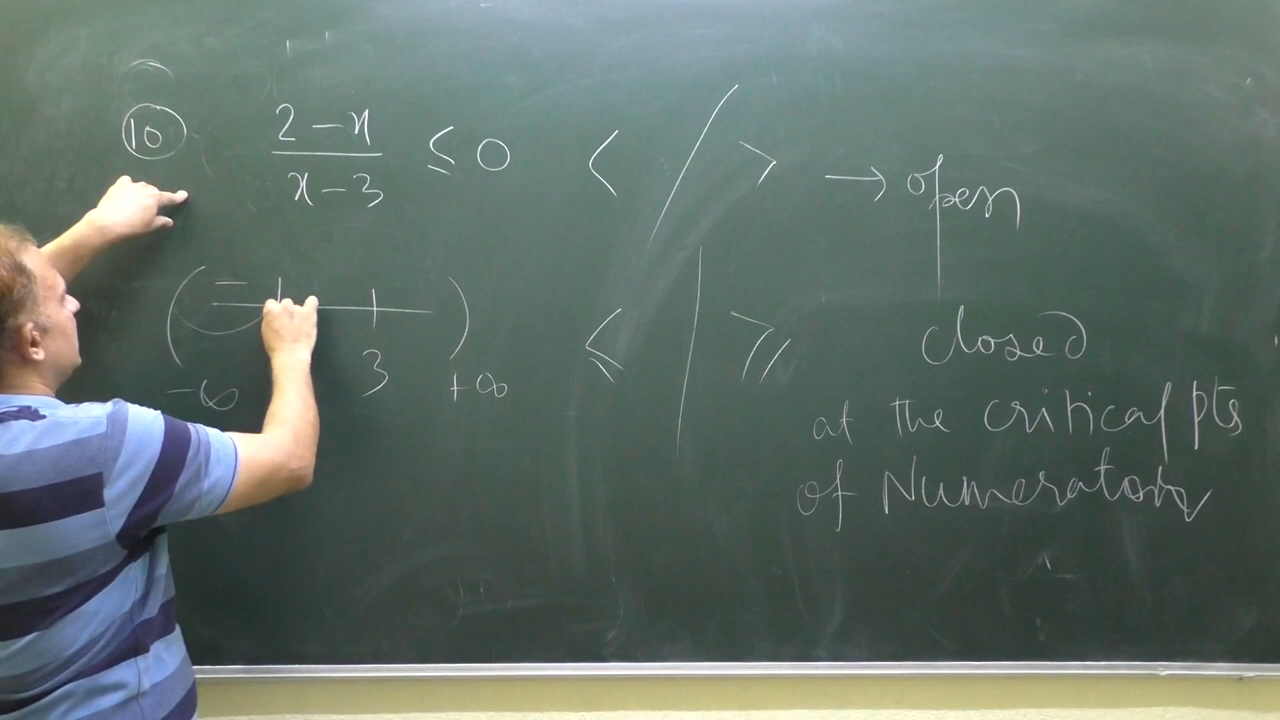 10 (2-x)/(x-3) ≤ 0
< / > → open
-
3
-∞ +∞
≤ | ≥ closed
at the critical pts
of Numerator